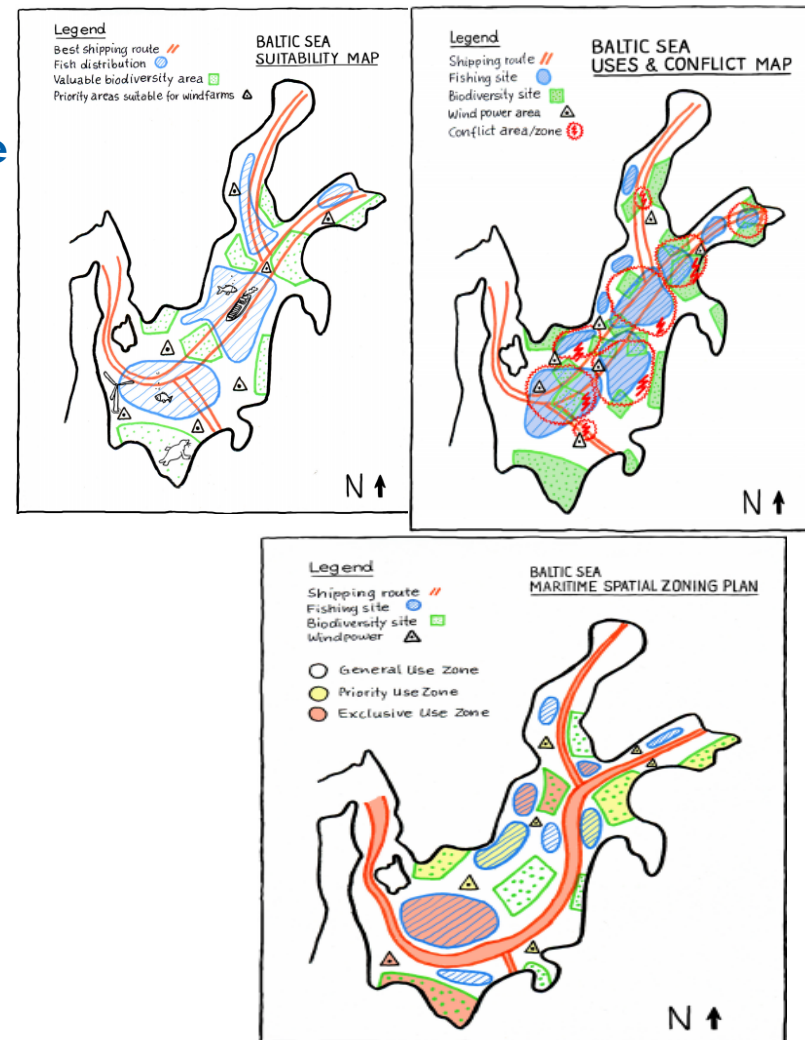 Legend
Best shipping route
Fish distribution
Valuable biodiversity area
Priority areas suitable for windfarms
BALTIC SEA
SUITABILITY MAP
N
Legend
Shipping route
Fishing site
Biodiversity site
Wind power area
Conflict area/zone
BALTIC SEA
USES & CONFLICT MAP
N
e
Legend
Shipping route
Fishing site
Biodiversity site
Windpower
General Use Zone
Priority Use Zone
Exclusive Use Zone
BALTIC SEA
MARITIME SPATIAL ZONING PLAN
N